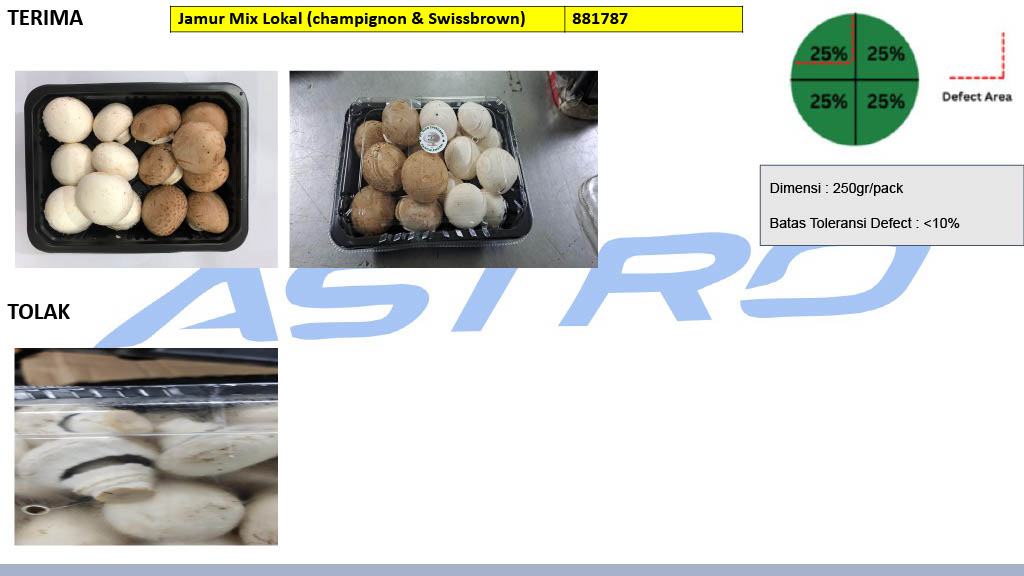 TERIMA
Jamur Mix Lokal (champignon & Swissbrown) 881787
25% 25%
25% 25%
Defect Area
Dimensi : 250gr/pack
Batas Toleransi Defect : <10%
ASTRO
TOLAK